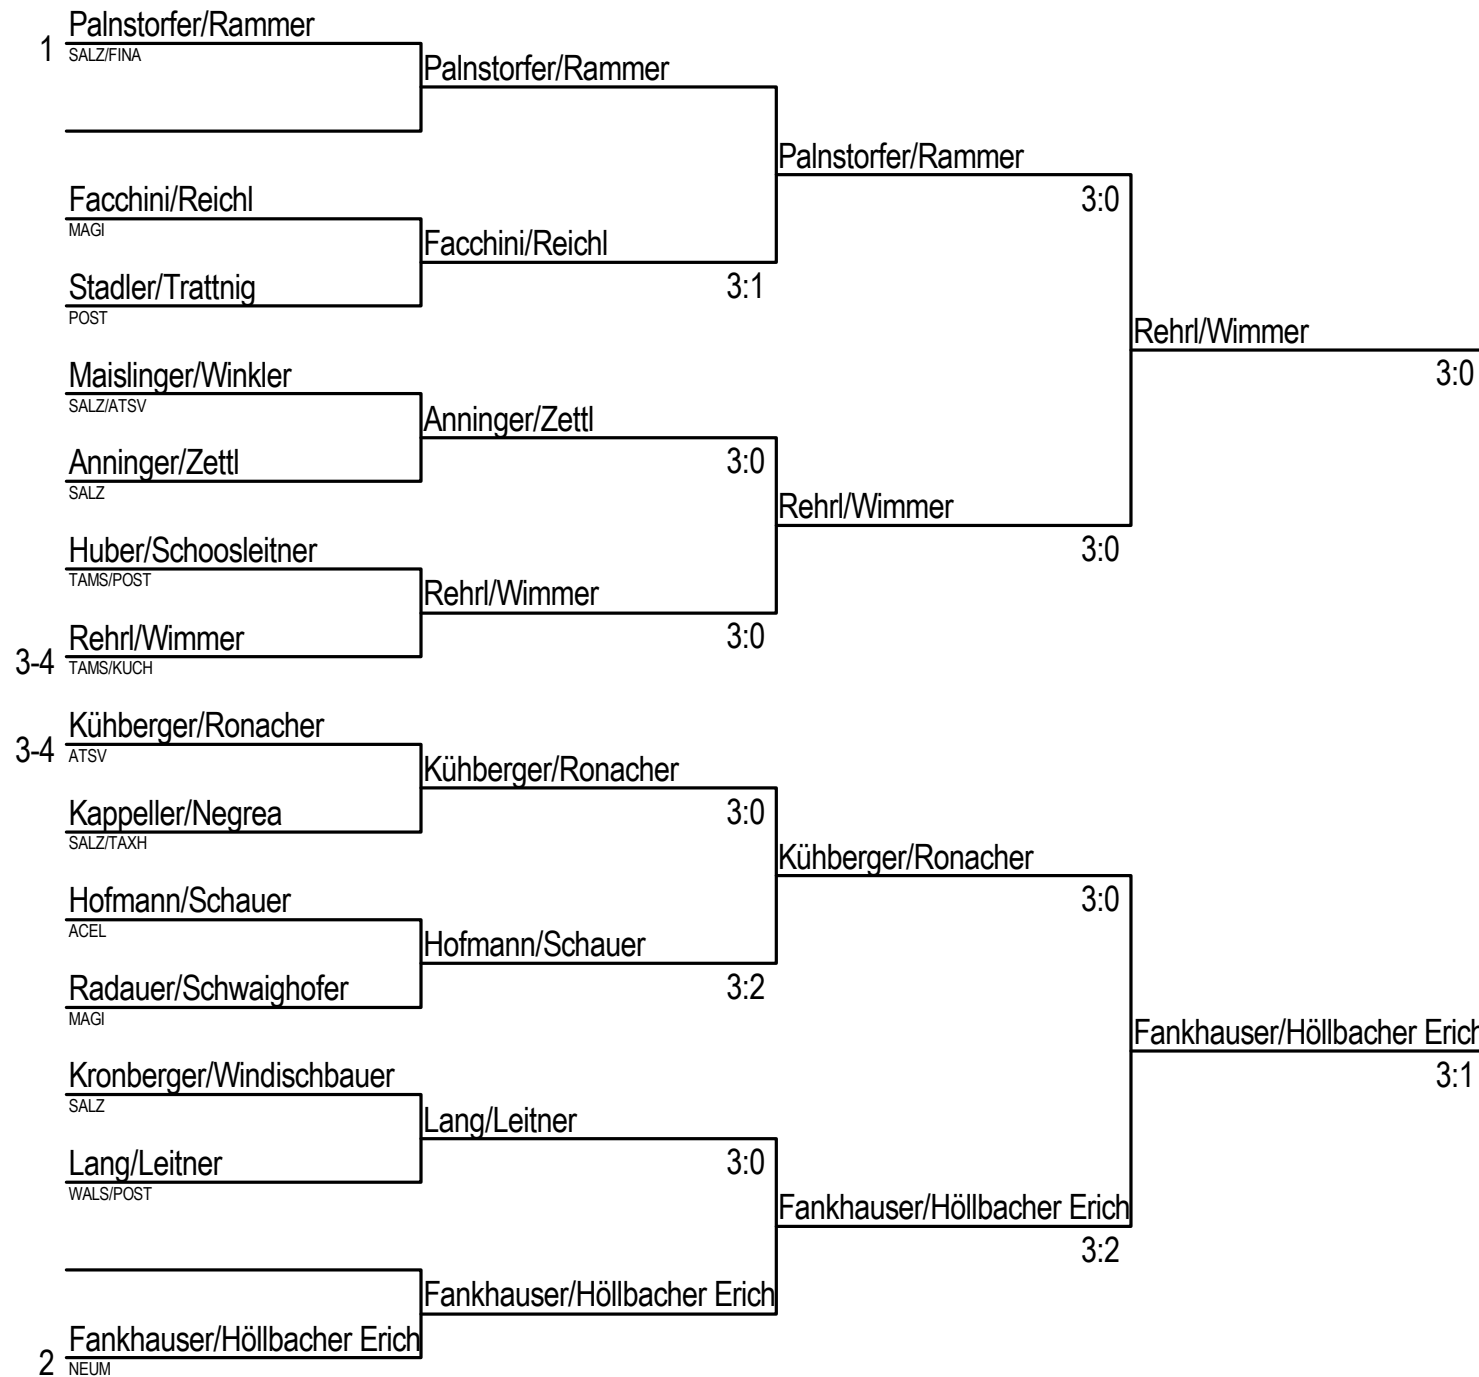 Palnstorfer/Rammer
1
SALZ/FINA
Palnstorfer/Rammer
Palnstorfer/Rammer
3:0
Facchini/Reichl
MAGI
Facchini/Reichl
3:1
Stadler/Trattnig
POST
Rehrl/Wimmer
3:0
Maislinger/Winkler
SALZ/ATSV
Anninger/Zettl
3:0
Anninger/Zettl
SALZ
Rehrl/Wimmer
3:0
Huber/Schoosleitner
TAMS/POST
Rehrl/Wimmer
3:0
Rehrl/Wimmer
3-4
TAMS/KUCH
Kühberger/Ronacher
3-4
ATSV
Kühberger/Ronacher
3:0
Kappeller/Negrea
SALZ/TAXH
Kühberger/Ronacher
3:0
Hofmann/Schauer
ACEL
Hofmann/Schauer
3:2
Radauer/Schwaighofer
MAGI
Fankhauser/Höllbacher Erich
3:1
Kronberger/Windischbauer
SALZ
Lang/Leitner
3:0
Lang/Leitner
WALS/POST
Fankhauser/Höllbacher Erich
3:2
Fankhauser/Höllbacher Erich
Fankhauser/Höllbacher Erich
2
NEUM